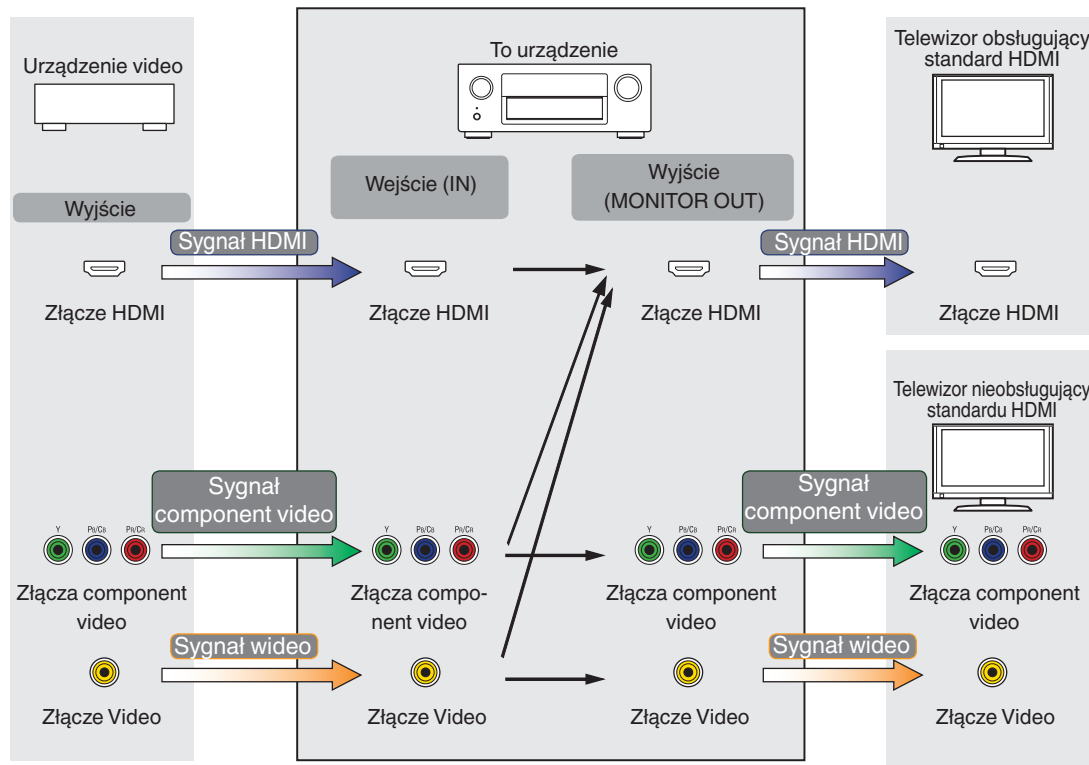 Urządzenie video
To urządzenie
Telewizor obsługujący
standard HDMI
Wyjście
Wejście (IN)
Wyjście
(MONITOR OUT)
Sygnał HDMI
Sygnał HDMI
Złącze HDMI
Złącze HDMI
Złącze HDMI
Złącze HDMI
Telewizor nieobsługujący
standardu HDMI
Sygnał
component video
Sygnał
component video
Y PB/CB PR/CR
Y PB/CB PR/CR
Y PB/CB PR/CR
Y PB/CB PR/CR
Złącza component
video
Złącza compo-
nent video
Złącza component
video
Złącza component
video
Sygnał wideo
Sygnał wideo
Złącze Video
Złącze Video
Złącze Video
Złącze Video